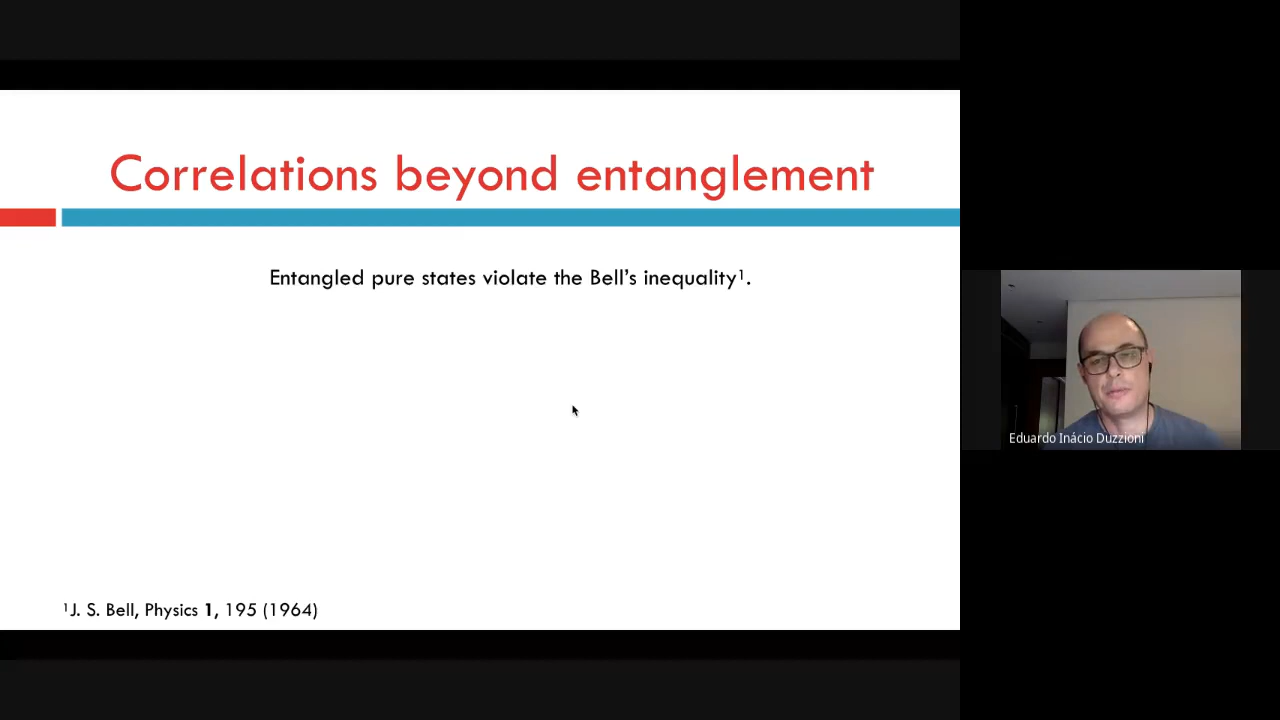 Correlations beyond entanglement
Entangled pure states violate the Bell’s inequality¹.
¹J. S. Bell, Physics 1, 195 (1964)
Eduardo Inácio Duzzioni